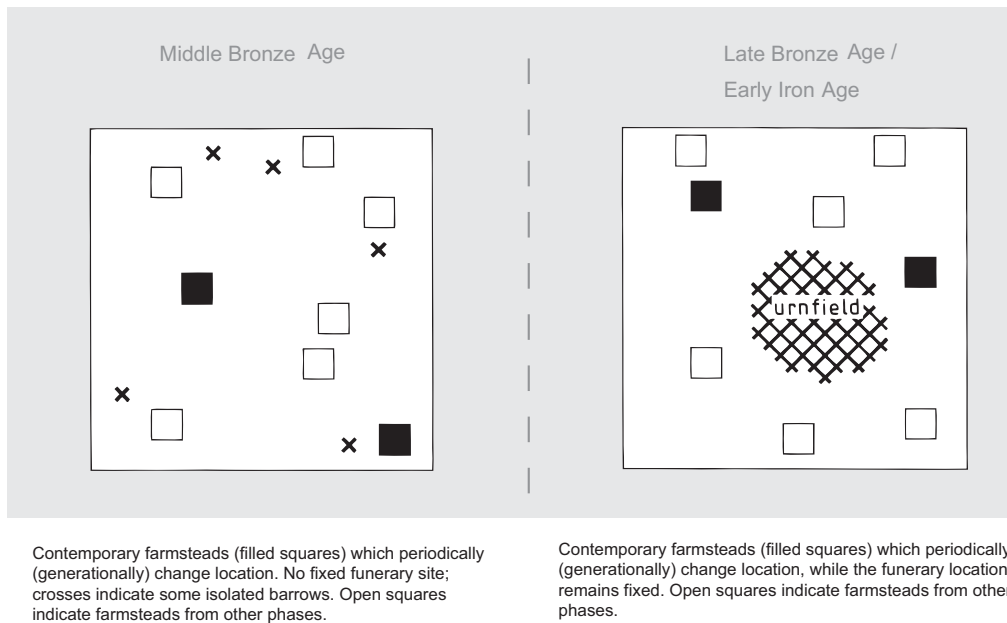 Middle Bronze Age
Late Bronze Age /
Early Iron Age
urnfield
Contemporary farmsteads (filled squares) which periodically
(generationally) change location. No fixed funerary site;
crosses indicate some isolated barrows. Open squares
indicate farmsteads from other phases.
Contemporary farmsteads (filled squares) which periodically
(generationally) change location, while the funerary location
remains fixed. Open squares indicate farmsteads from other
phases.